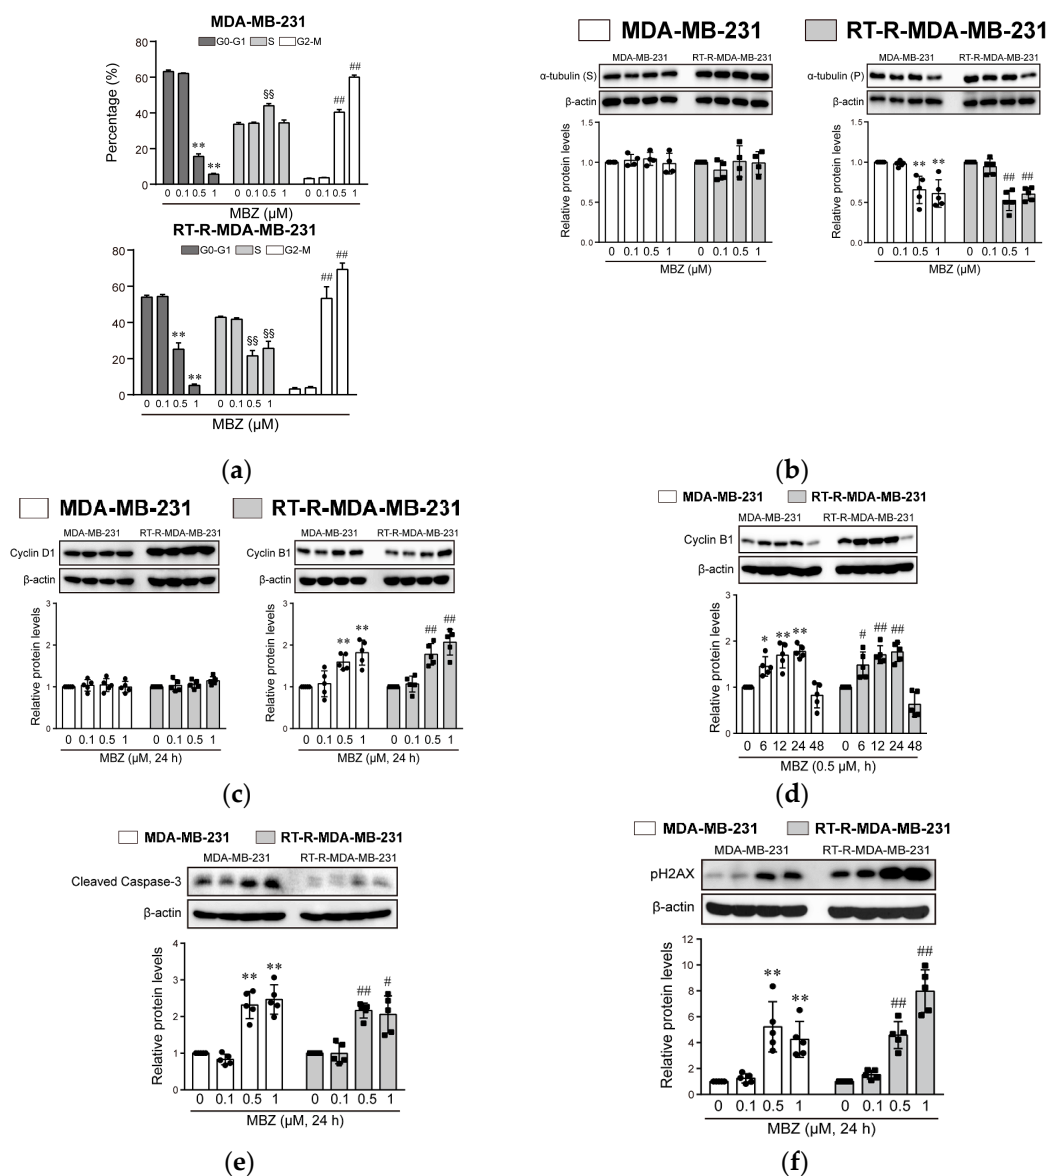 MDA-MB-231
G0-G1 S G2-M
Percentage (%)
80
60
40
20
0
** ** §§ ## ##
0 0.1 0.5 1 0 0.1 0.5 1 0 0.1 0.5 1
MBZ (µM)
RT-R-MDA-MB-231
G0-G1 S G2-M
80
60
40
20
0
** ** §§ §§ ## ##
0 0.1 0.5 1 0 0.1 0.5 1 0 0.1 0.5 1
MBZ (µM)
(a)
MDA-MB-231 RT-R-MDA-MB-231
MDA-MB-231 RT-R-MDA-MB-231
α-tubulin (S)
β-actin
Relative protein levels
1.5
1.0
0.5
0.0
0 0.1 0.5 1 0 0.1 0.5 1
MBZ (µM)
MDA-MB-231 RT-R-MDA-MB-231
α-tubulin (P)
β-actin
Relative protein levels
1.5
1.0
0.5
0.0
** ** ## ##
0 0.1 0.5 1 0 0.1 0.5 1
MBZ (µM)
(b)
MDA-MB-231 RT-R-MDA-MB-231
MDA-MB-231 RT-R-MDA-MB-231
Cyclin D1
β-actin
Relative protein levels
3
2
1
0
0 0.1 0.5 1 0 0.1 0.5 1
MBZ (µM, 24 h)
MDA-MB-231 RT-R-MDA-MB-231
Cyclin B1
β-actin
Relative protein levels
3
2
1
0
** ** ## ##
0 0.1 0.5 1 0 0.1 0.5 1
MBZ (µM, 24 h)
(c)
MDA-MB-231 RT-R-MDA-MB-231
MDA-MB-231 RT-R-MDA-MB-231
Cyclin B1
β-actin
Relative protein levels
3
2
1
0
* ** ** # ## ##
0 6 12 24 48 0 6 12 24 48
MBZ (0.5 µM, h)
(d)
MDA-MB-231 RT-R-MDA-MB-231
MDA-MB-231 RT-R-MDA-MB-231
Cleaved Caspase-3
β-actin
Relative protein levels
4
3
2
1
0
** ** ## #
0 0.1 0.5 1 0 0.1 0.5 1
MBZ (µM, 24 h)
(e)
MDA-MB-231 RT-R-MDA-MB-231
MDA-MB-231 RT-R-MDA-MB-231
pH2AX
β-actin
Relative protein levels
12
10
8
6
4
2
0
** ** ## ##
0 0.1 0.5 1 0 0.1 0.5 1
MBZ (µM, 24 h)
(f)